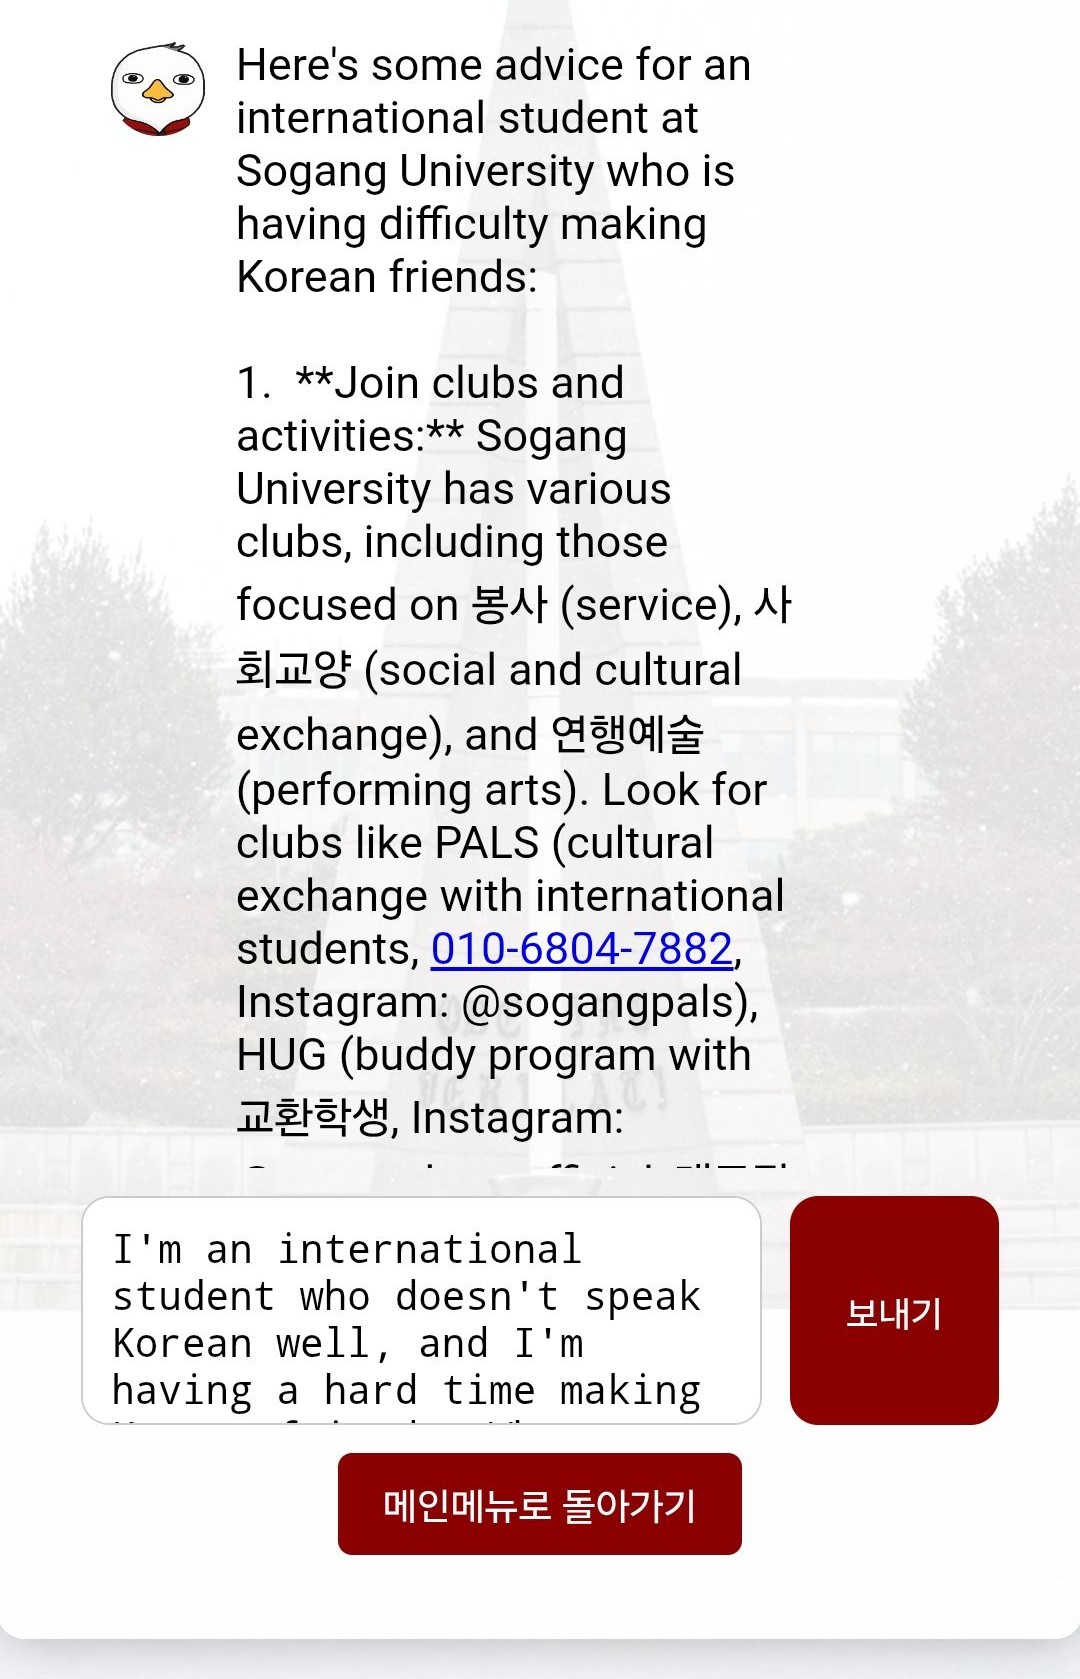 Here's some advice for an
international student at
Sogang University who is
having difficulty making
Korean friends:
1. **Join clubs and
activities:** Sogang
University has various
clubs, including those
focused on 봉사 (service), 사
회교양 (social and cultural
exchange), and 연행예술
(performing arts). Look for
clubs like PALS (cultural
exchange with international
students, 010-6804-7882,
Instagram: @sogangpals),
HUG (buddy program with
교환학생, Instagram:
I'm an international
student who doesn't speak
Korean well, and I'm
having a hard time making
보내기
메인메뉴로 돌아가기